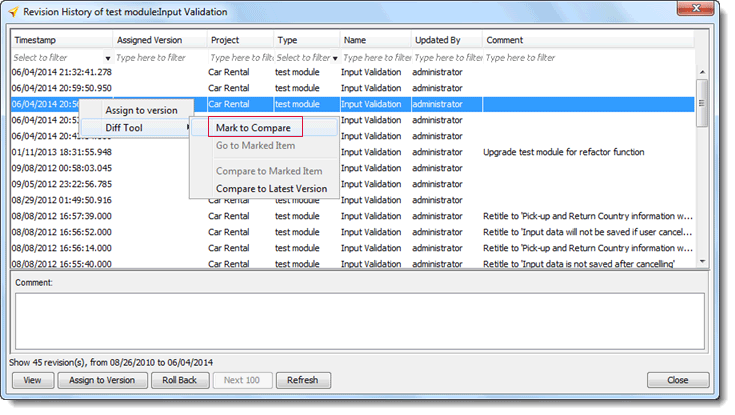 Revision History of test module:Input Validation
Timestamp Assigned Version Project Type Name Updated By Comment
Select to filter Type here to filter Type here to filter Select to filter Type here to filter Type here to filter Type here to filter
06/04/2014 21:32:41.278 Car Rental test module Input Validation administrator
06/04/2014 20:59:50.950 Car Rental test module Input Validation administrator
06/04/2014 20:56 Car Rental test module Input Validation administrator
Assign to version
06/04/2014 20:53 Car Rental test module Input Validation administrator
Diff Tool Mark to Compare
06/04/2014 20: Input Validation administrator
Go to Marked Item
01/11/2013 18:31:55.948 Input Validation administrator Upgrade test module for refactor function
09/08/2012 00:58:03.045 Input Validation administrator
Compare to Marked Item
09/05/2012 23:22:56.785 Input Validation administrator
Compare to Latest Version
08/29/2012 01:49:50.916 Input Validation administrator
08/08/2012 16:57:39.000 Car Rental test module Input Validation administrator Retitle to 'Pick-up and Return Country information w...
08/08/2012 16:56:52.000 Car Rental test module Input Validation administrator Retitle to 'Input data will not be saved if user cancel...
08/08/2012 16:56:14.000 Car Rental test module Input Validation administrator Retitle to 'Pick-up and Return Country information w...
08/08/2012 16:55:40.000 Car Rental test module Input Validation administrator Retitle to 'Input data is not saved after cancelling'
Comment:
Show 45 revision(s), from 08/26/2010 to 06/04/2014
View Assign to Version Roll Back Next 100 Refresh Close